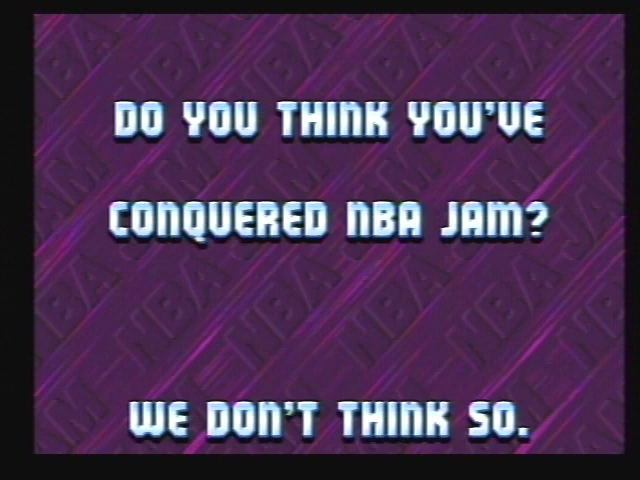 DO YOU THINK YOU'VE
CONQUERED NBA JAM?
WE DON'T THINK SO.